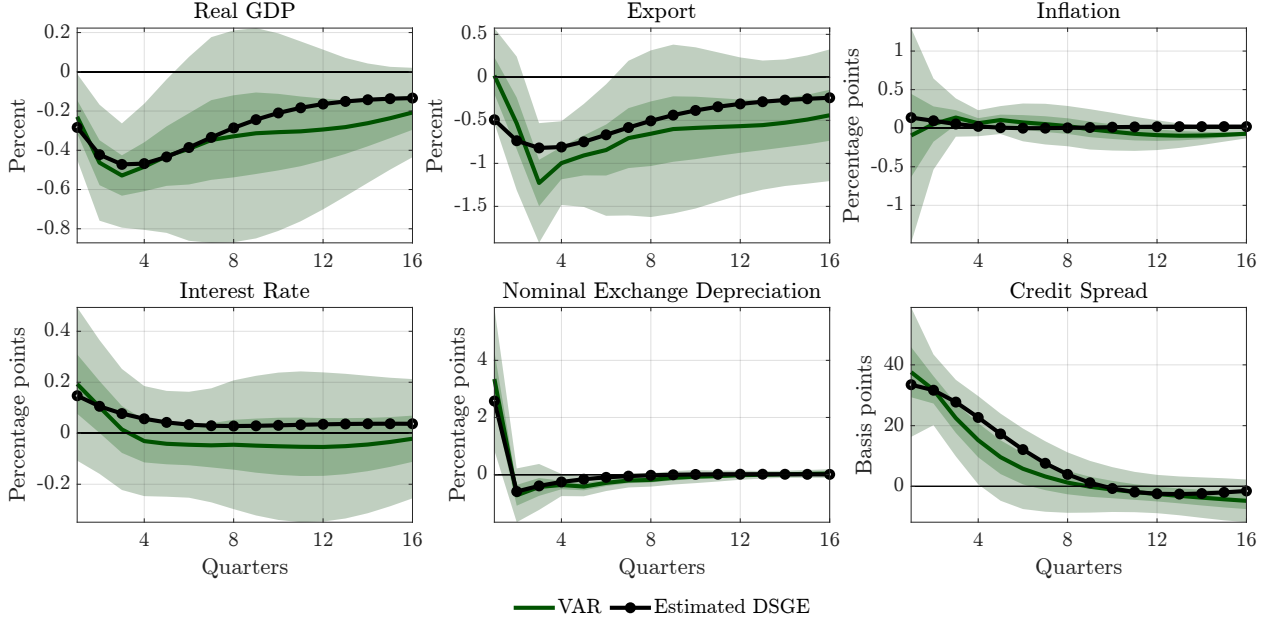 Real GDP
Export
Inflation
Percent
0.2
0
-0.2
-0.4
-0.6
-0.8
4
8
12
16
Percent
0.5
0
-0.5
-1
-1.5
4
8
12
16
Percentage points
1
0.5
0
-0.5
-1
4
8
12
16
Interest Rate
Nominal Exchange Depreciation
Credit Spread
Percentage points
0.4
0.2
0
-0.2
4
8
12
16
Quarters
Percentage points
4
2
0
4
8
12
16
Quarters
Basis points
40
20
0
4
8
12
16
Quarters
VAR
Estimated DSGE